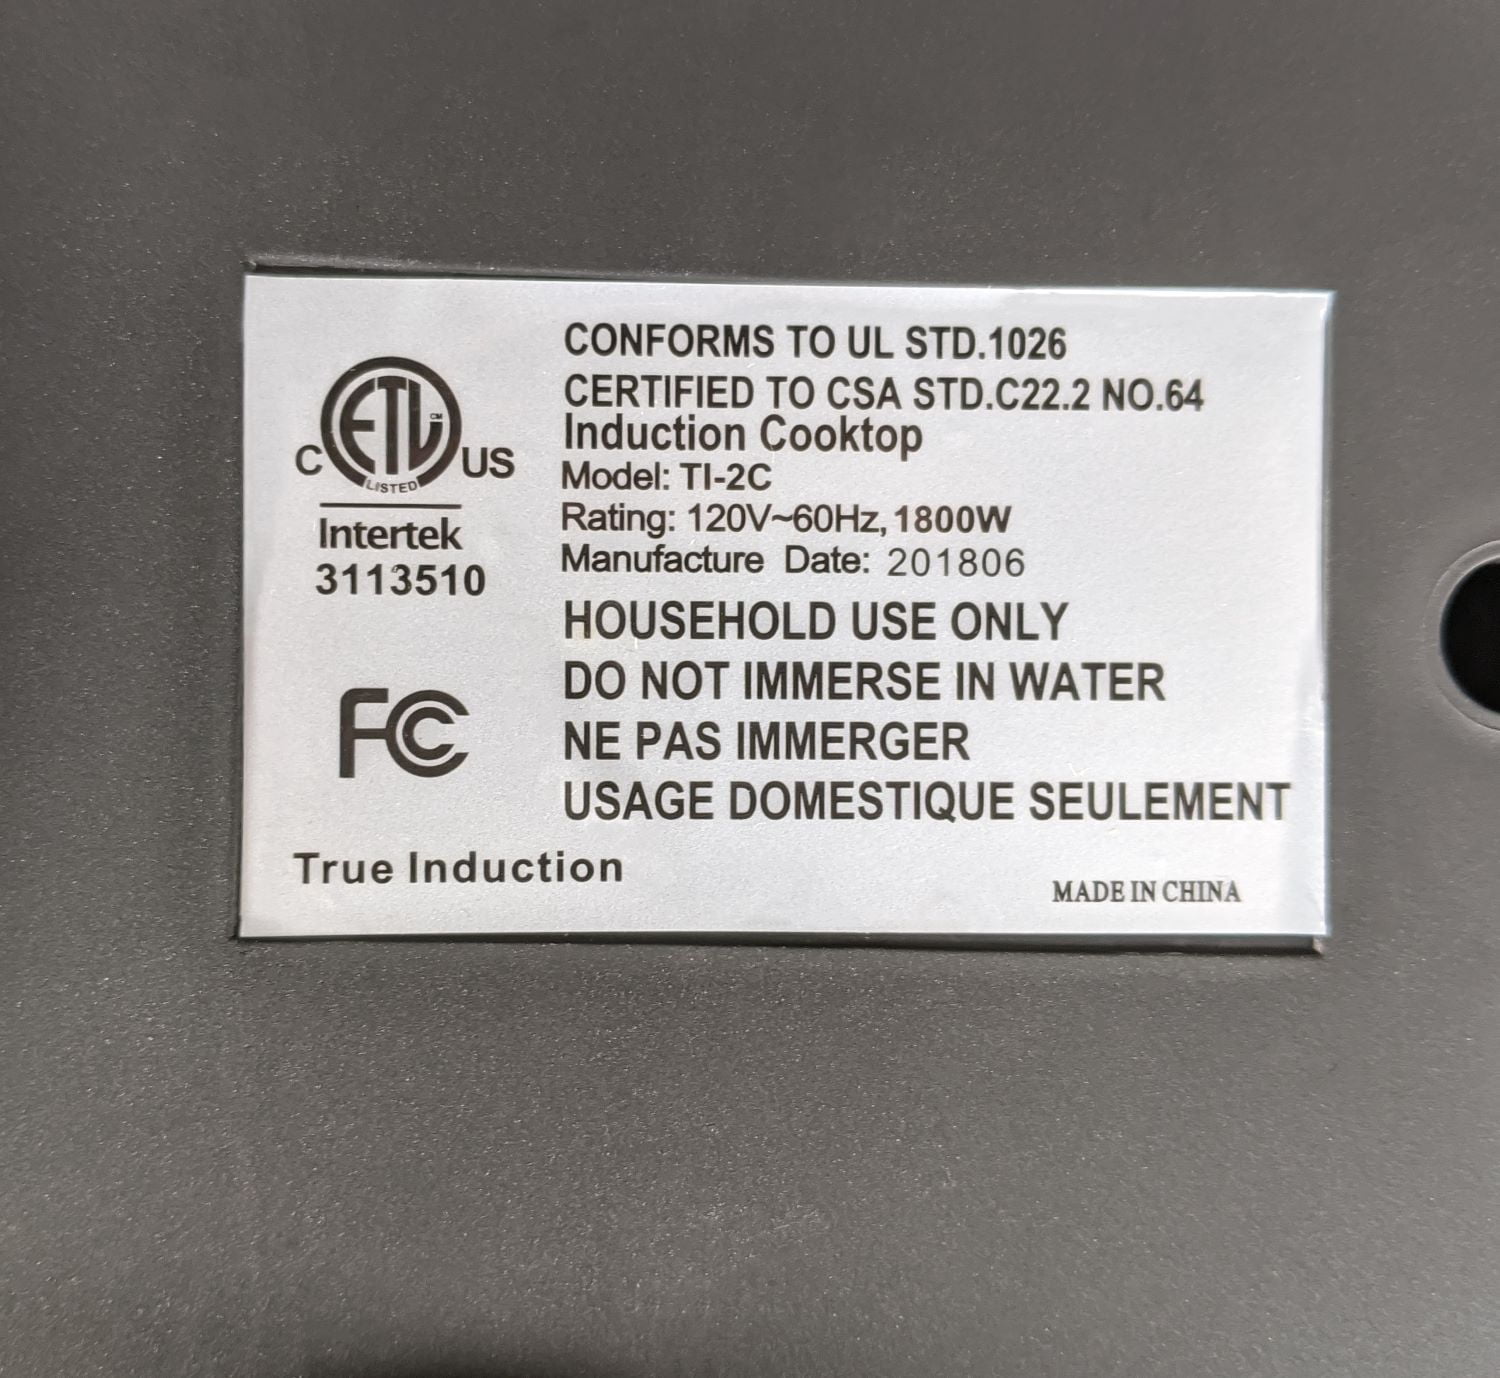 CONFORMS TO UL STD.1026
CERTIFIED TO CSA STD.C22.2 NO.64
Induction Cooktop
Model: TI-2C
Rating: 120V~60Hz, 1800W
Manufacture Date: 201806
HOUSEHOLD USE ONLY
DO NOT IMMERSE IN WATER
NE PAS IMMERGER
USAGE DOMESTIQUE SEULEMENT
C ETL CM US
LISTED
Intertek
3113510
FC
True Induction
MADE IN CHINA